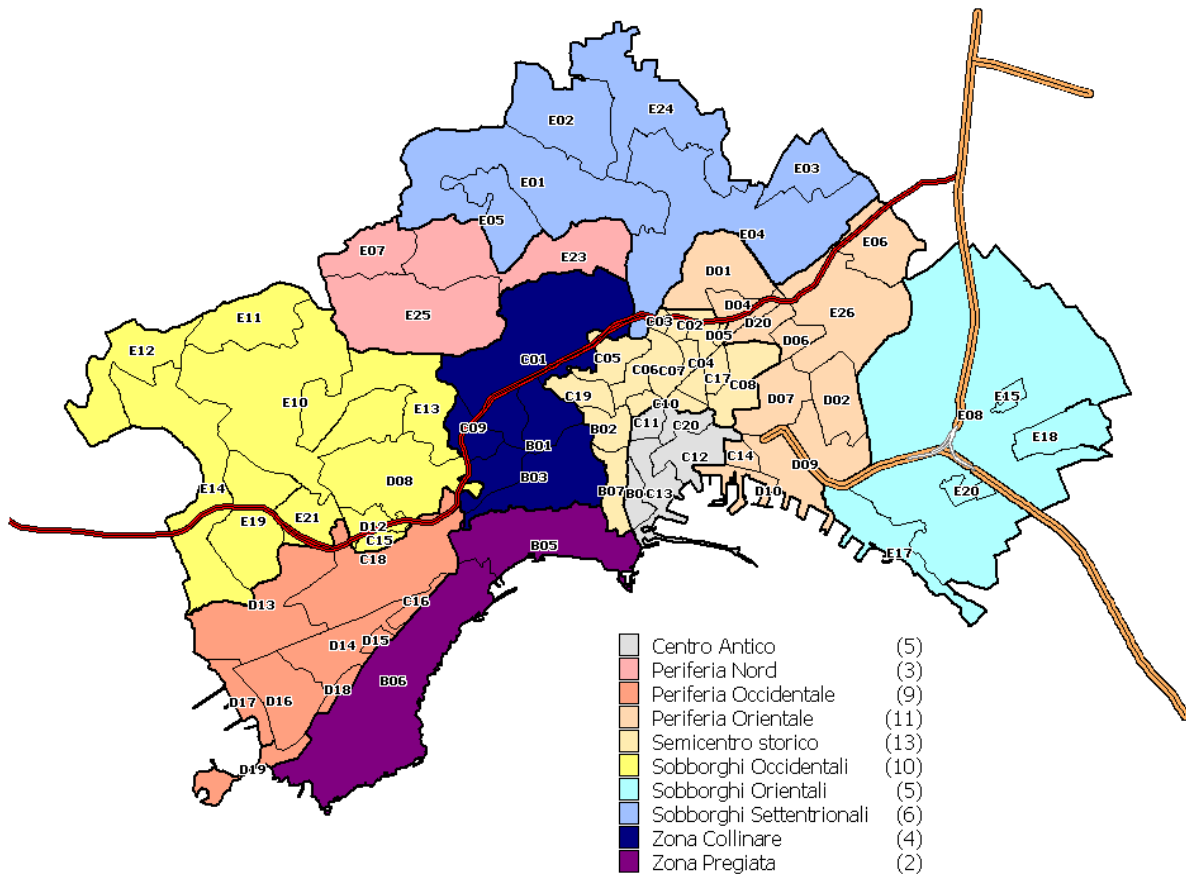 E02
E24
E03
E01
E05
E04
E07
E06
E23
D01
E25
D04
E11
E26
C03
C02
D20
D05
D06
E12
C01
C05
C04
C06
C07
C17
C08
E15
C19
D07
D02
E10
E13
C10
E08
C09
B02
C11
C20
E18
B01
C12
C14
D09
B03
D08
E14
B07
B0
C13
D10
E20
E19
E21
D12
C15
B05
E17
C18
D13
C16
D14
D15
B06
D18
D17
D16
D19
Centro Antico (5)
Periferia Nord (3)
Periferia Occidentale (9)
Periferia Orientale (11)
Semicentro storico (13)
Sobborghi Occidentali (10)
Sobborghi Orientali (5)
Sobborghi Settentrionali (6)
Zona Collinare (4)
Zona Pregiata (2)